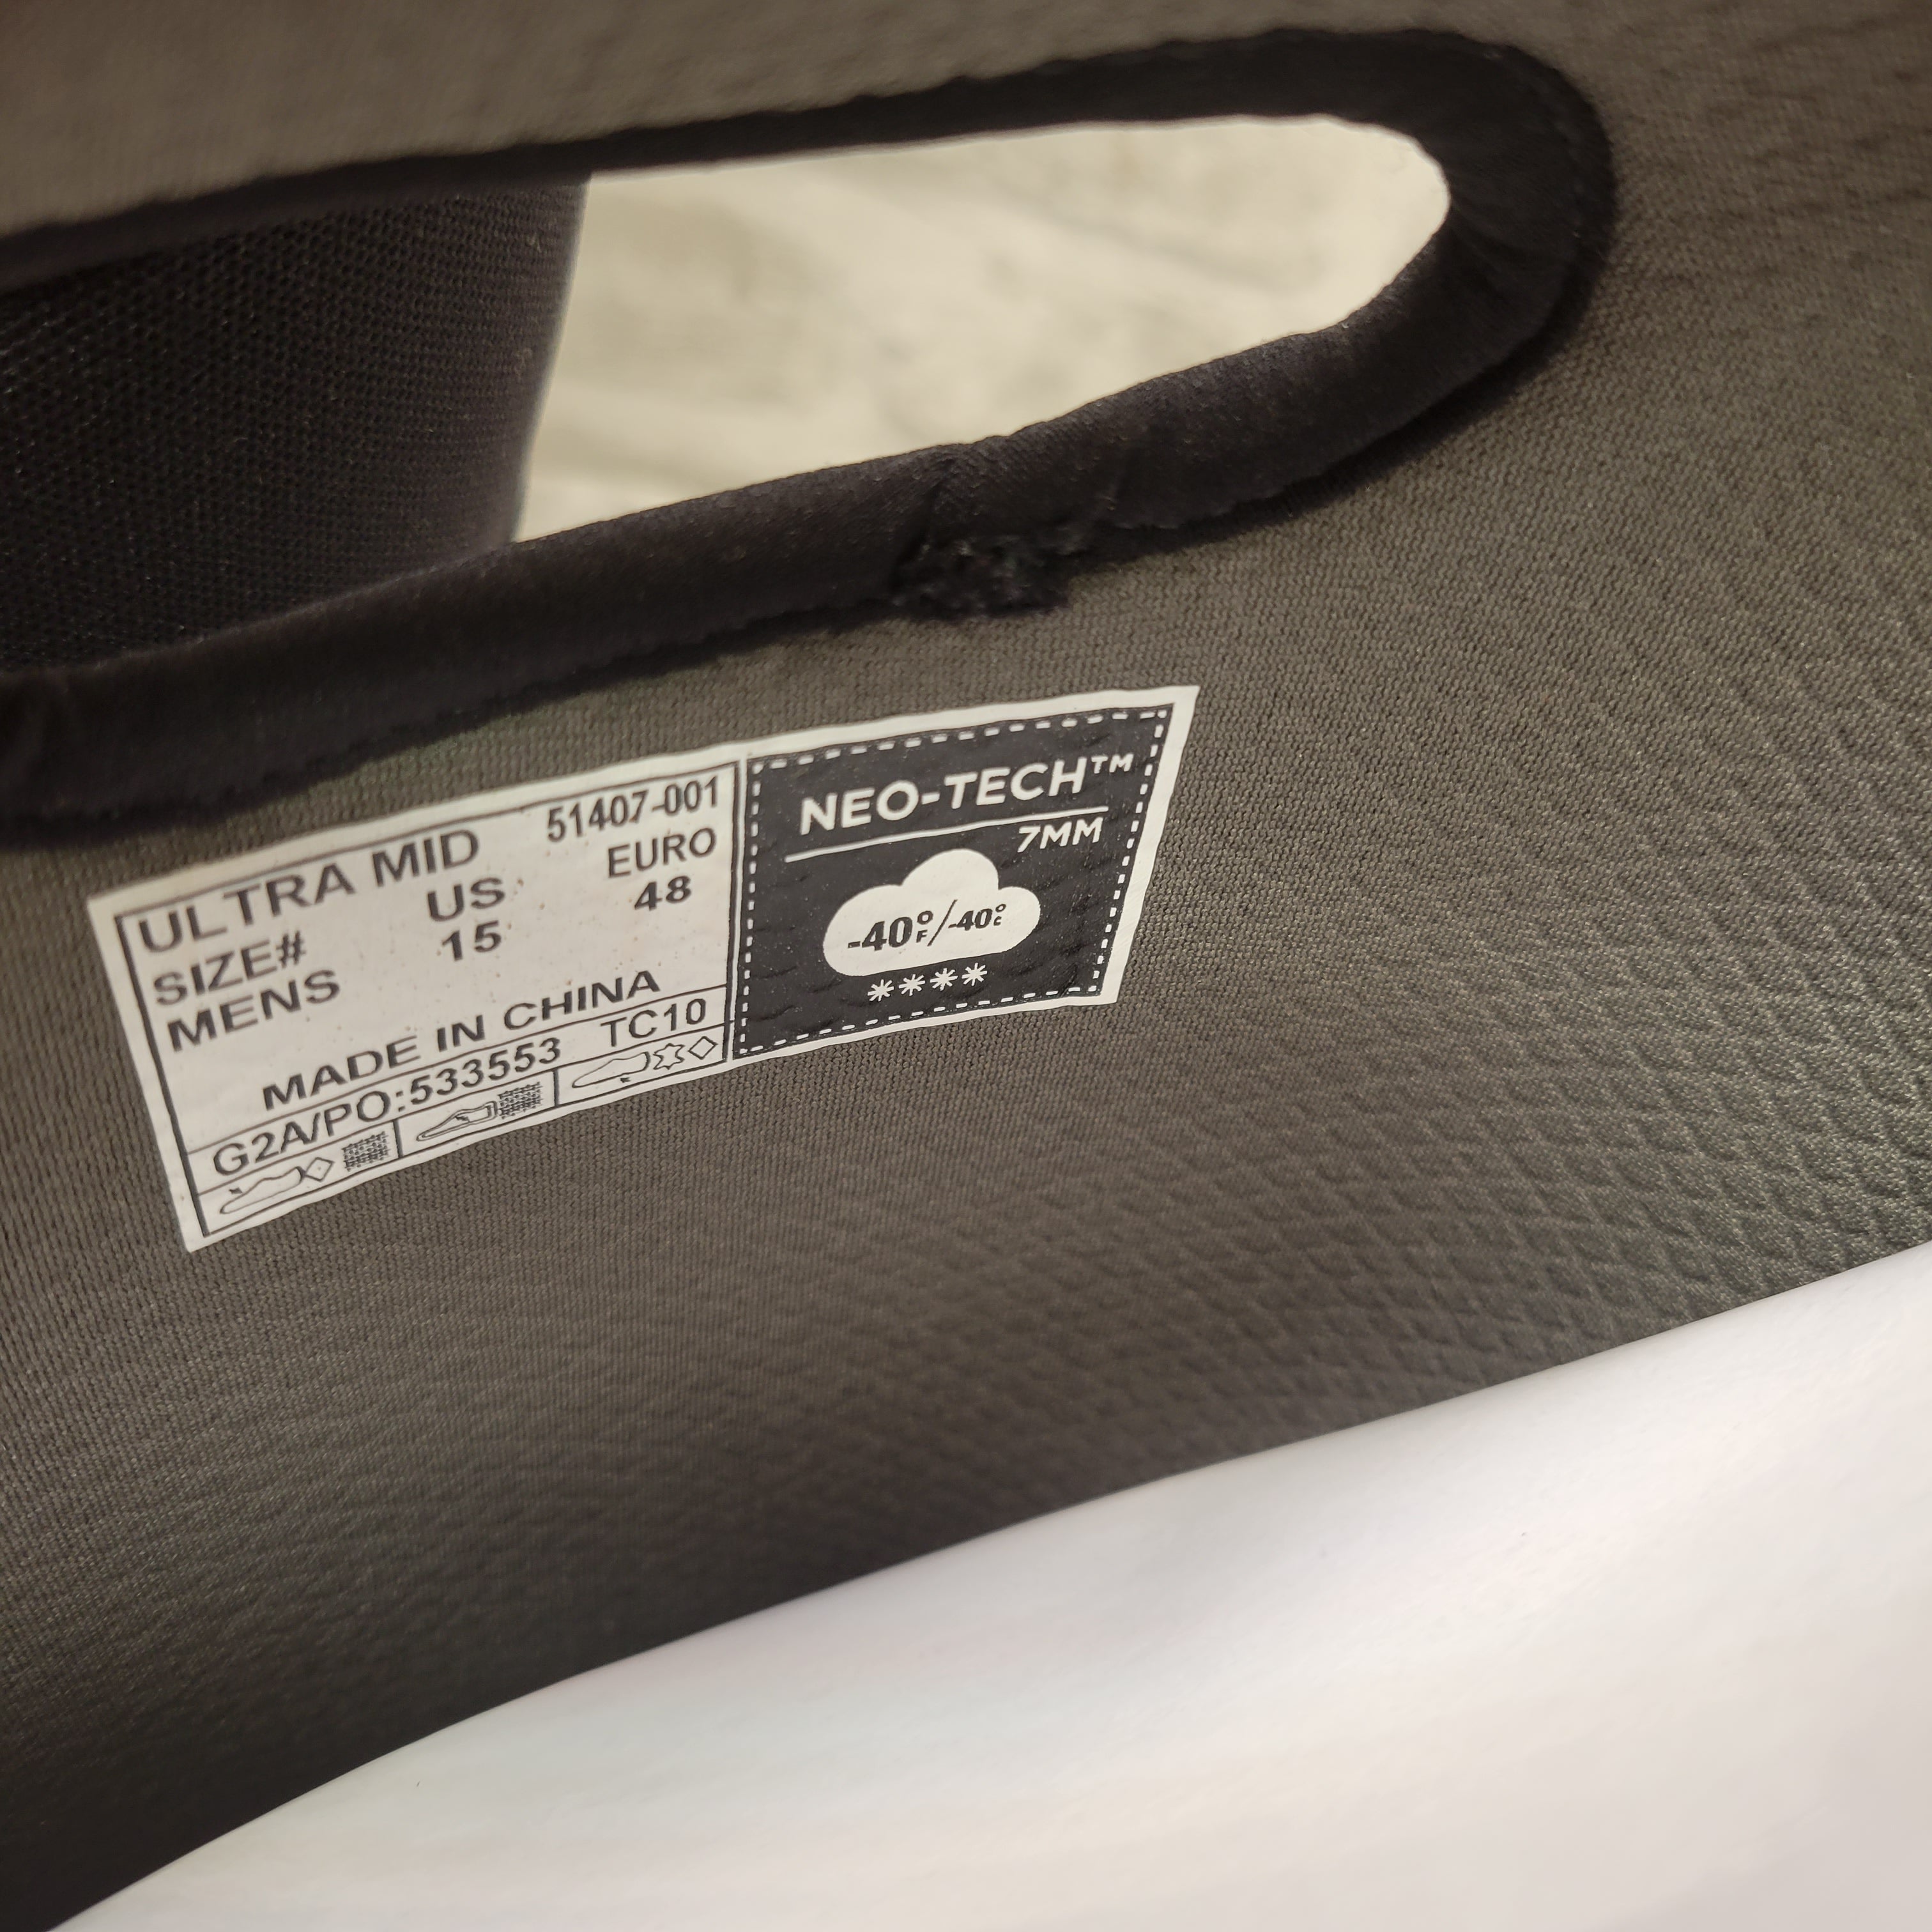 ULTRA MID 51407-001
SIZE# US EURO
MENS 15 48
MADE IN CHINA
G2A/PO:533553 TC10
NEO-TECH™
7MM
-40°F/-40°C
****